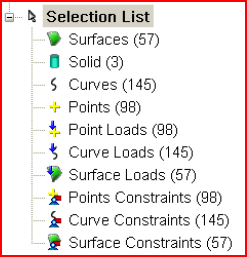 Selection List
Surfaces (57)
Solid (3)
Curves (145)
Points (98)
Point Loads (98)
Curve Loads (145)
Surface Loads (57)
Points Constraints (98)
Curve Constraints (145)
Surface Constraints (57)